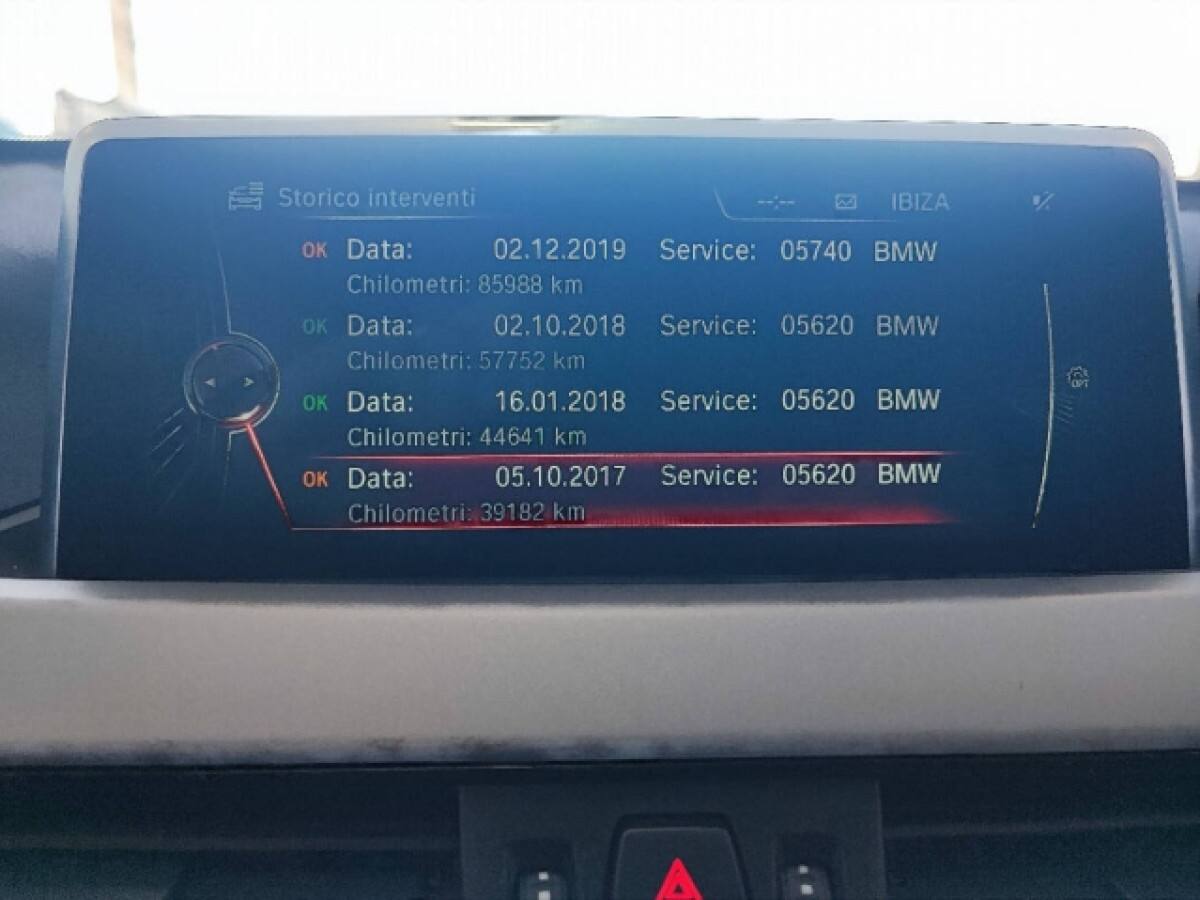 Storico interventi --:-- IBIZA
OK Data: 02.12.2019 Service: 05740 BMW
Chilometri: 85988 km
OK Data: 02.10.2018 Service: 05620 BMW
Chilometri: 57752 km
OK Data: 16.01.2018 Service: 05620 BMW
Chilometri: 44641 km
OK Data: 05.10.2017 Service: 05620 BMW
Chilometri: 39182 km
OPT